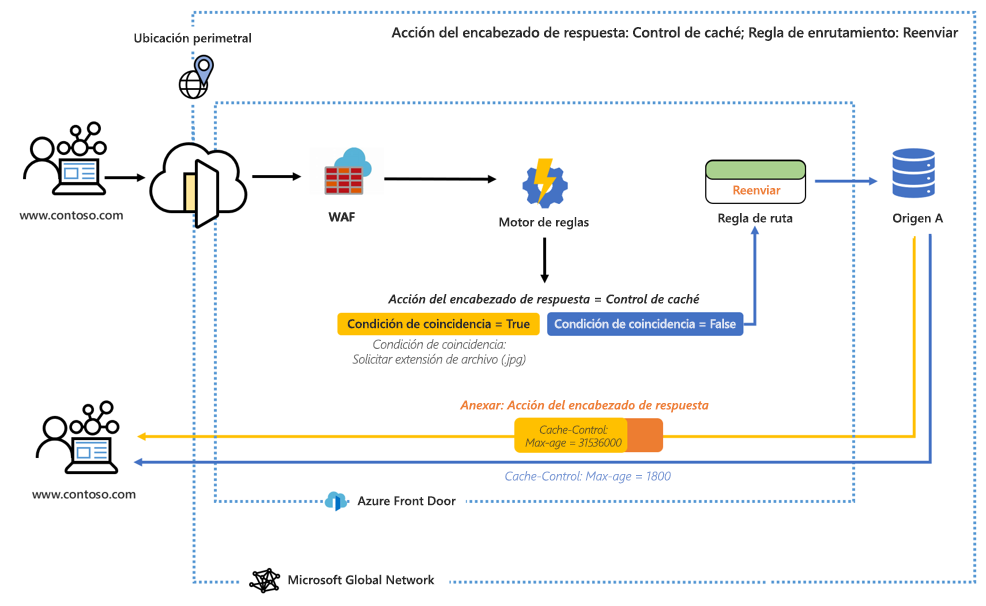 Ubicación perimetral
Acción del encabezado de respuesta: Control de caché; Regla de enrutamiento: Reenviar
www.contoso.com
WAF
Motor de reglas
Reenviar
Regla de ruta
Origen A
Acción del encabezado de respuesta = Control de caché
Condición de coincidencia = True
Condición de coincidencia = False
Condición de coincidencia:
Solicitar extensión de archivo (.jpg)
Anexar: Acción del encabezado de respuesta
Cache-Control:
Max-age = 31536000
Cache-Control: Max-age = 1800
www.contoso.com
Azure Front Door
Microsoft Global Network